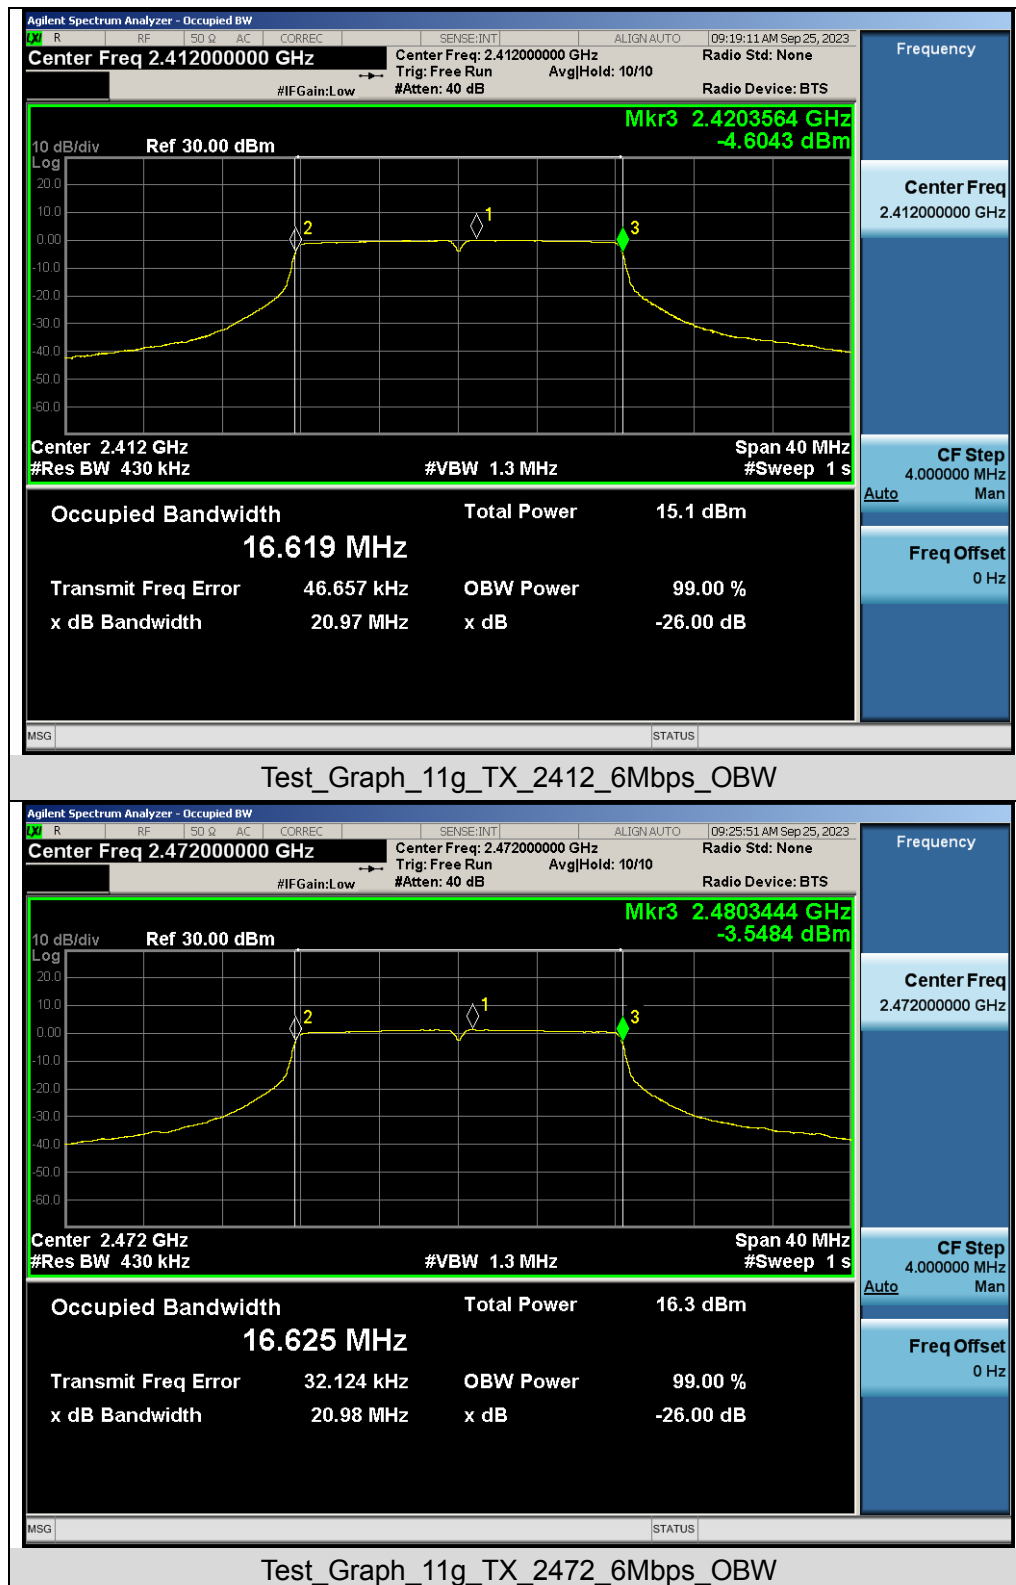 Agilent Spectrum Analyzer - Occupied BW
LXI R RF 50 Ω AC CORREC SENSE:INT ALIGN AUTO 09:19:11 AM Sep 25, 2023
Center Freq 2.412000000 GHz
Center Freq: 2.412000000 GHz Radio Std: None
Trig: Free Run Avg|Hold: 10/10
#IFGain:Low #Atten: 40 dB Radio Device: BTS
Frequency
Mkr3 2.4203564 GHz
-4.6043 dBm
10 dB/div Ref 30.00 dBm
Log
20.0
10.0
0.00
-10.0
-20.0
-30.0
-40.0
-50.0
-60.0
2
1
3
Center 2.412 GHz Span 40 MHz
#Res BW 430 kHz #VBW 1.3 MHz #Sweep 1 s
Center Freq
2.412000000 GHz
CF Step
4.000000 MHz
Auto Man
Freq Offset
0 Hz
Occupied Bandwidth Total Power 15.1 dBm
16.619 MHz
Transmit Freq Error 46.657 kHz OBW Power 99.00 %
x dB Bandwidth 20.97 MHz x dB -26.00 dB
MSG STATUS
Test_Graph_11g_TX_2412_6Mbps_OBW
Agilent Spectrum Analyzer - Occupied BW
LXI R RF 50 Ω AC CORREC SENSE:INT ALIGN AUTO 09:25:51 AM Sep 25, 2023
Center Freq 2.472000000 GHz
Center Freq: 2.472000000 GHz Radio Std: None
Trig: Free Run Avg|Hold: 10/10
#IFGain:Low #Atten: 40 dB Radio Device: BTS
Frequency
Mkr3 2.4803444 GHz
-3.5484 dBm
10 dB/div Ref 30.00 dBm
Log
20.0
10.0
0.00
-10.0
-20.0
-30.0
-40.0
-50.0
-60.0
2
1
3
Center 2.472 GHz Span 40 MHz
#Res BW 430 kHz #VBW 1.3 MHz #Sweep 1 s
Center Freq
2.472000000 GHz
CF Step
4.000000 MHz
Auto Man
Freq Offset
0 Hz
Occupied Bandwidth Total Power 16.3 dBm
16.625 MHz
Transmit Freq Error 32.124 kHz OBW Power 99.00 %
x dB Bandwidth 20.98 MHz x dB -26.00 dB
MSG STATUS
Test_Graph_11g_TX_2472_6Mbps_OBW